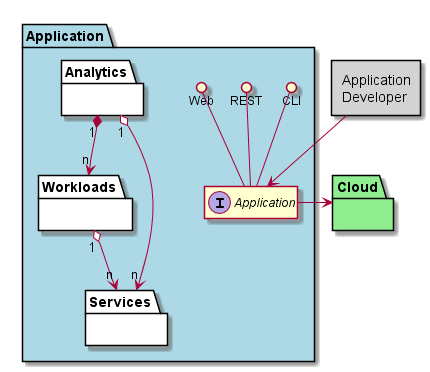 Application
Analytics
Web
REST
CLI
Application
Developer
1
1
n
Workloads
I
Application
Cloud
1
n
n
Services